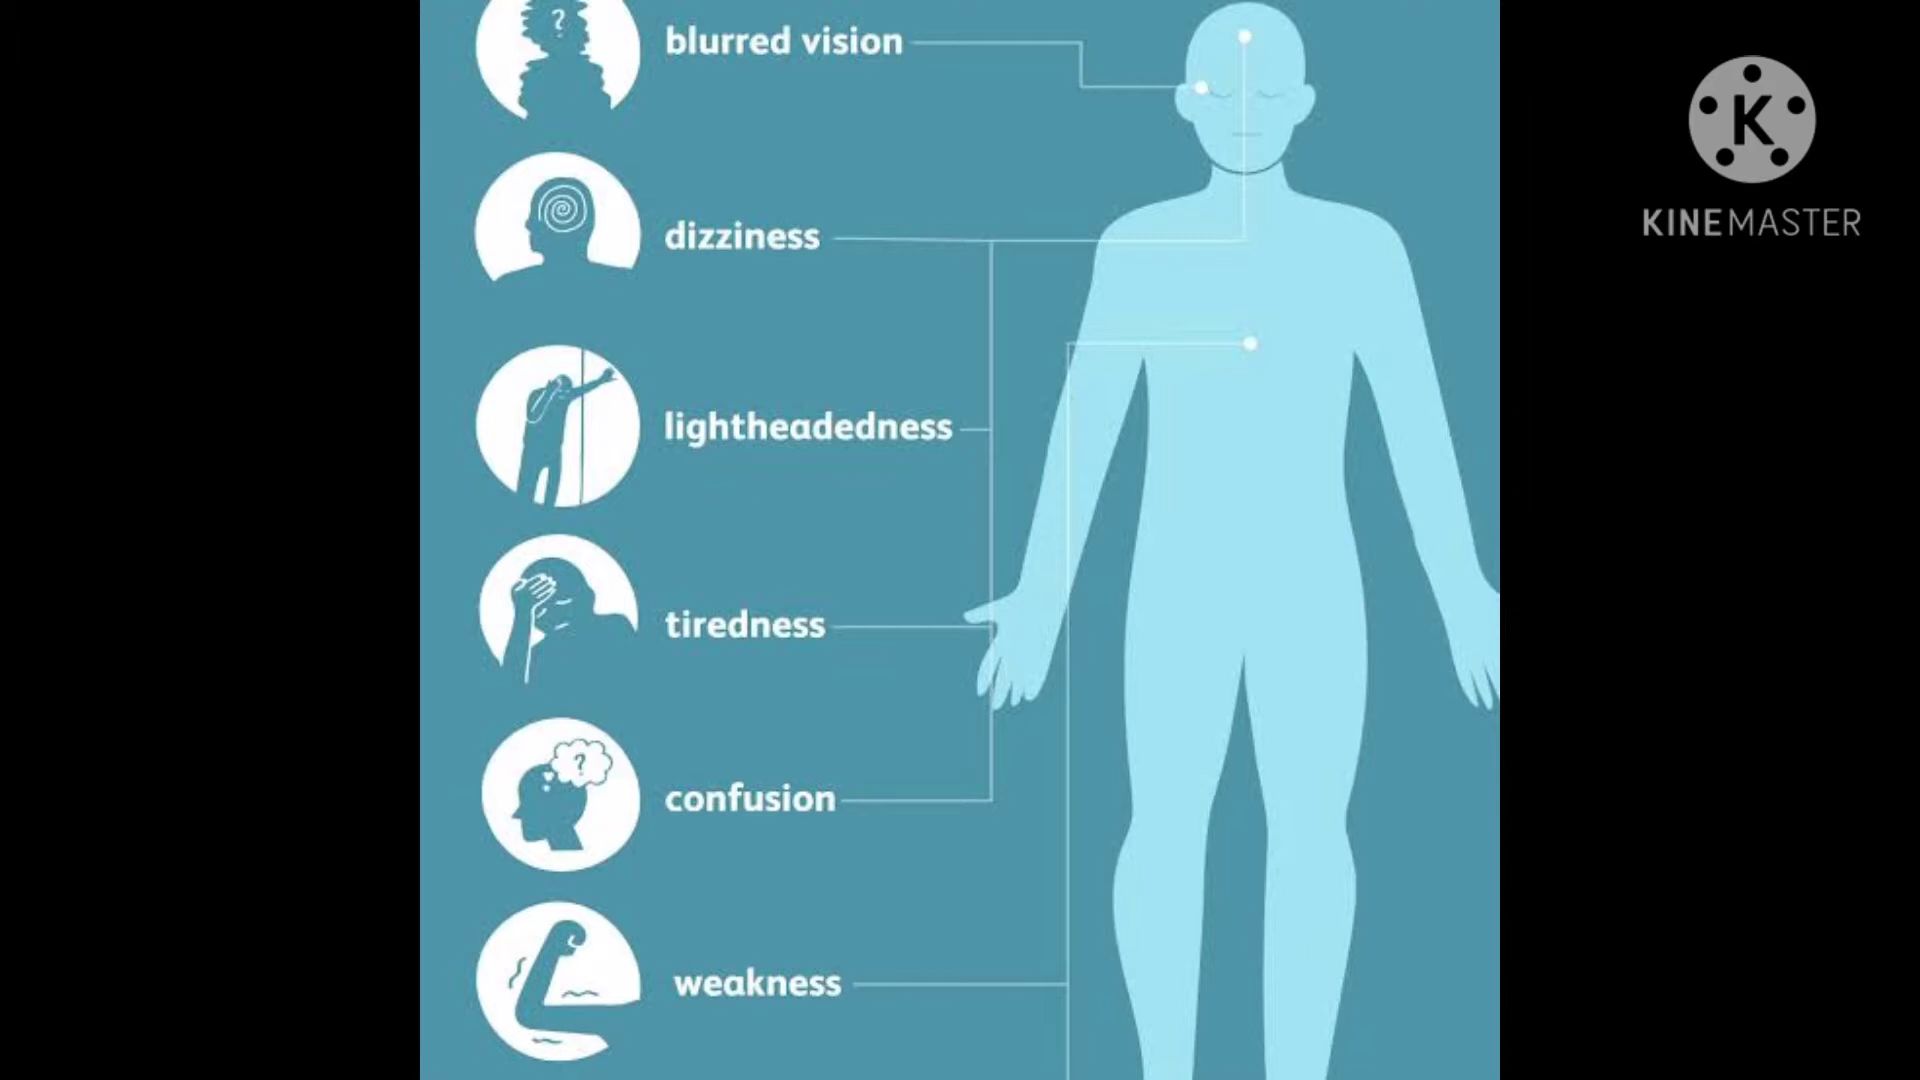 ?
blurred vision
K
KINEMASTER
dizziness
lightheadedness
tiredness
?
confusion
weakness